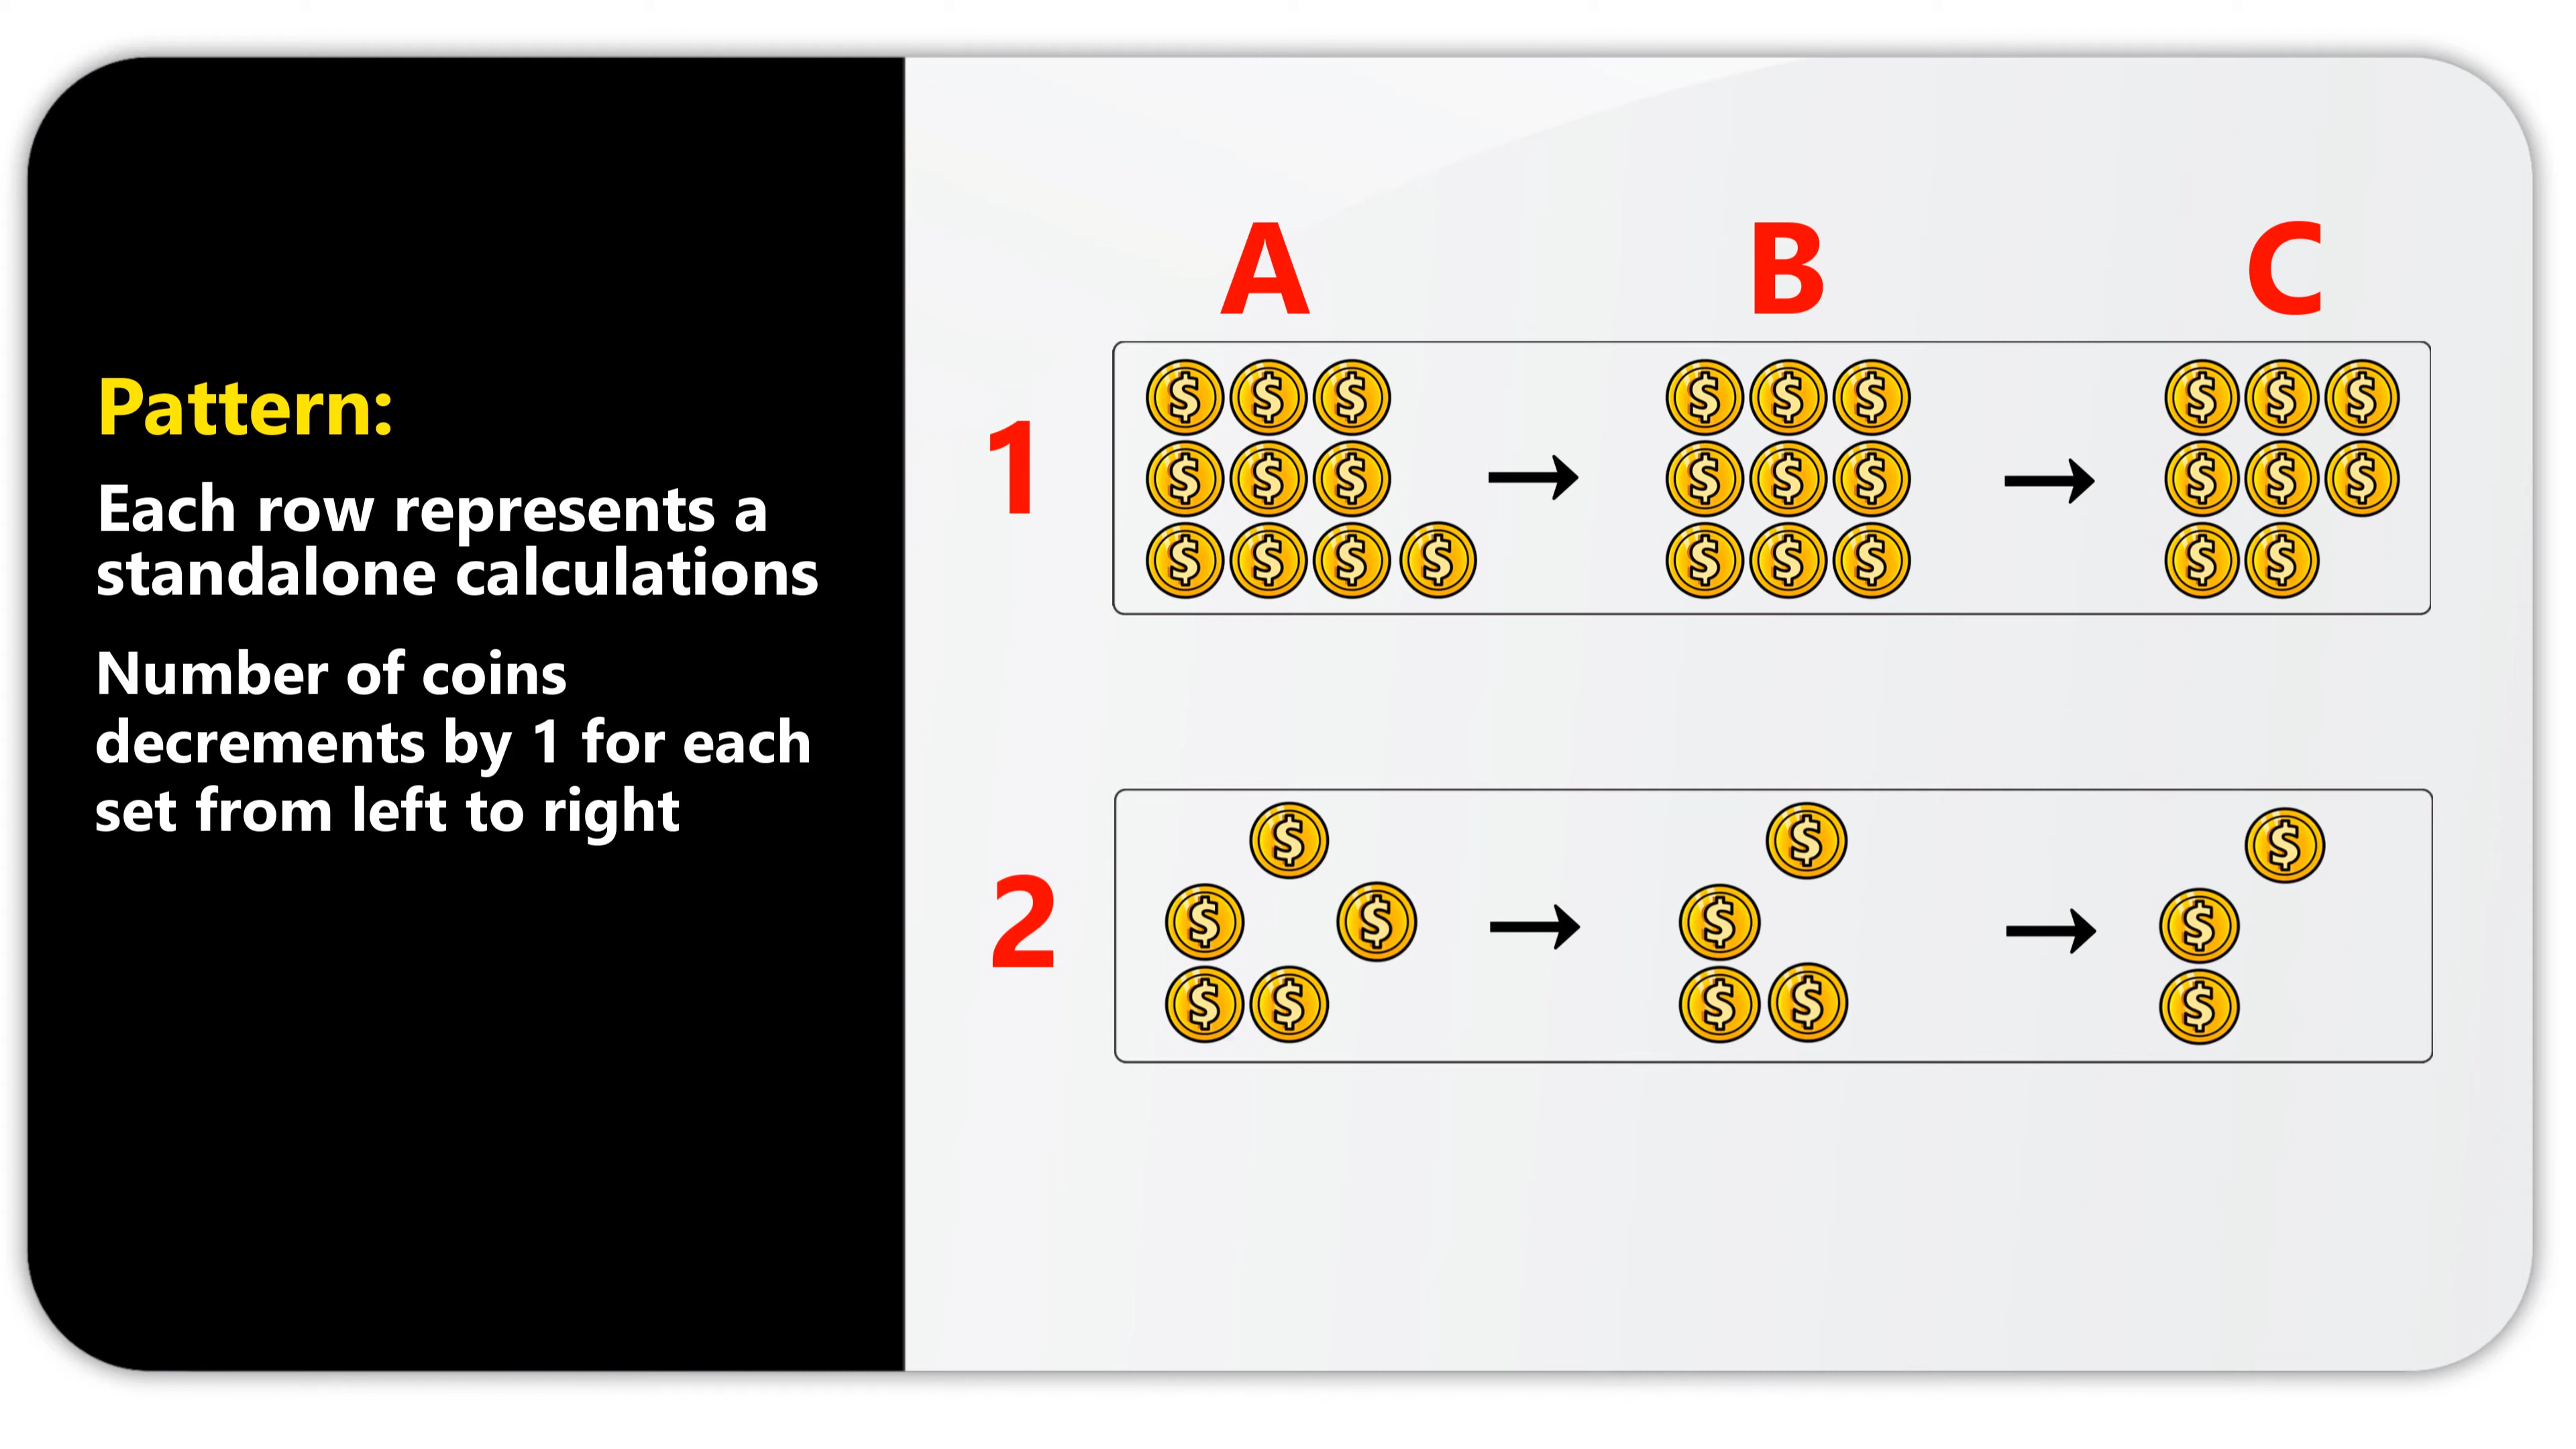 Pattern:
Each row represents a
standalone calculations
Number of coins
decrements by 1 for each
set from left to right
A B C
1
$ $ $ $ $ $ $ $ $
$ $ $ → $ $ $ → $ $ $
$ $ $ $ $ $ $ $ $
2
$ $ $
$ $ → $ → $
$ $ $ $ $